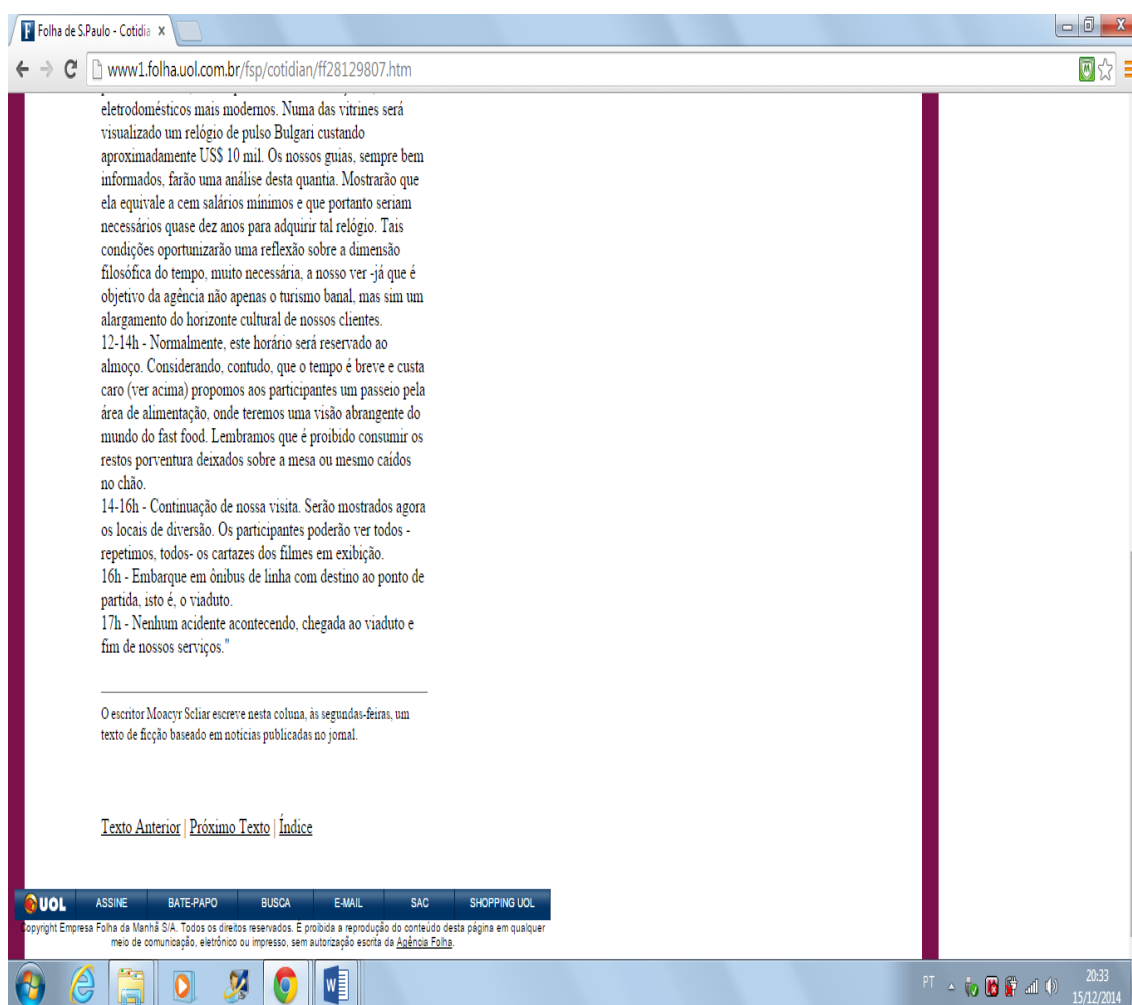 Folha de S.Paulo - Cotidia
www1.folha.uol.com.br/fsp/cotidian/ff28129807.htm
eletrodomésticos mais modernos. Numa das vitrines será
visualizado um relógio de pulso Bulgari custando
aproximadamente US$ 10 mil. Os nossos guias, sempre bem
informados, farão uma análise desta quantia. Mostrarão que
ela equivale a cem salários mínimos e que portanto seriam
necessários quase dez anos para adquirir tal relógio. Tais
condições oportunizarão uma reflexão sobre a dimensão
filosófica do tempo, muito necessária, a nosso ver -já que é
objetivo da agência não apenas o turismo banal, mas sim um
alargamento do horizonte cultural de nossos clientes.
12-14h - Normalmente, este horário será reservado ao
almoço. Considerando, contudo, que o tempo é breve e custa
caro (ver acima) propomos aos participantes um passeio pela
área de alimentação, onde teremos uma visão abrangente do
mundo do fast food. Lembramos que é proibido consumir os
restos porventura deixados sobre a mesa ou mesmo caídos
no chão.
14-16h - Continuação de nossa visita. Serão mostrados agora
os locais de diversão. Os participantes poderão ver todos -
repetimos, todos- os cartazes dos filmes em exibição.
16h - Embarque em ônibus de linha com destino ao ponto de
partida, isto é, o viaduto.
17h - Nenhum acidente acontecendo, chegada ao viaduto e
fim de nossos serviços."
O escritor Moacyr Scliar escreve nesta coluna, às segundas-feiras, um
texto de ficção baseado em notícias publicadas no jornal.
Texto Anterior | Próximo Texto | Índice
UOL ASSINE BATE-PAPO BUSCA E-MAIL SAC SHOPPING UOL
opyright Empresa Folha da Manhã S/A. Todos os direitos reservados. É proibida a reprodução do conteúdo desta página em qualquer
meio de comunicação, eletrônico ou impresso, sem autorização escrita da Agência Folha.
PT 20:33
15/12/2014